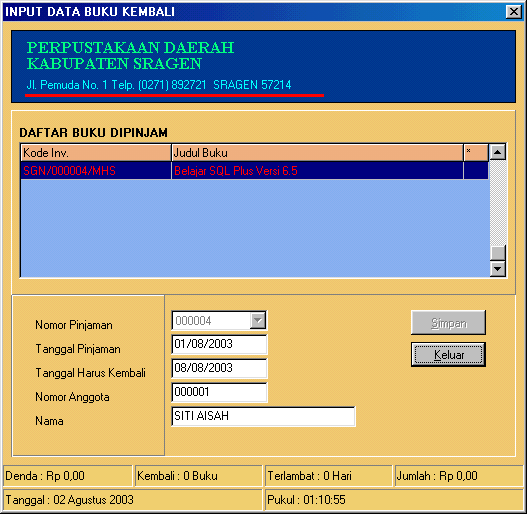 INPUT DATA BUKU KEMBALI
PERPUSTAKAAN DAERAH
KABUPATEN SRAGEN
Jl. Pemuda No. 1 Telp. (0271) 892721 SRAGEN 57214
DAFTAR BUKU DIPINJAM
Kode Inv. Judul Buku *
SGN/000004/MHS Belajar SQL Plus Versi 6.5
Nomor Pinjaman 000004 Simpan
Tanggal Pinjaman 01/08/2003
Keluar
Tanggal Harus Kembali 08/08/2003
Nomor Anggota 000001
Nama SITI AISAH
Denda : Rp 0,00 Kembali : 0 Buku Terlambat : 0 Hari Jumlah : Rp 0,00
Tanggal : 02 Agustus 2003 Pukul : 01:10:55